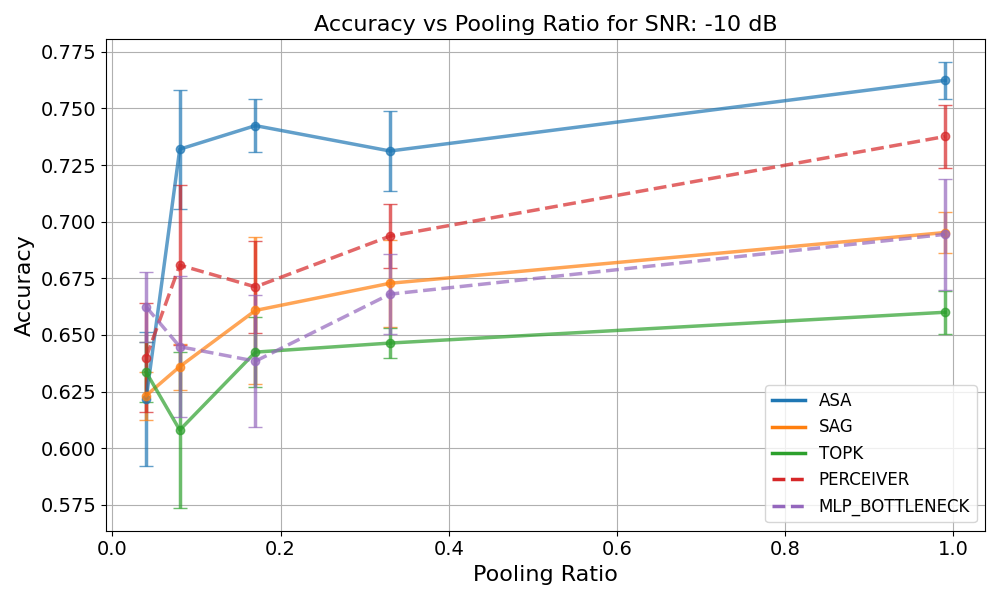 Accuracy vs Pooling Ratio for SNR: -10 dB
Accuracy
0.775
0.750
0.725
0.700
0.675
0.650
0.625
0.600
0.575
0.0 0.2 0.4 0.6 0.8 1.0
Pooling Ratio
ASA
SAG
TOPK
PERCEIVER
MLP_BOTTLENECK